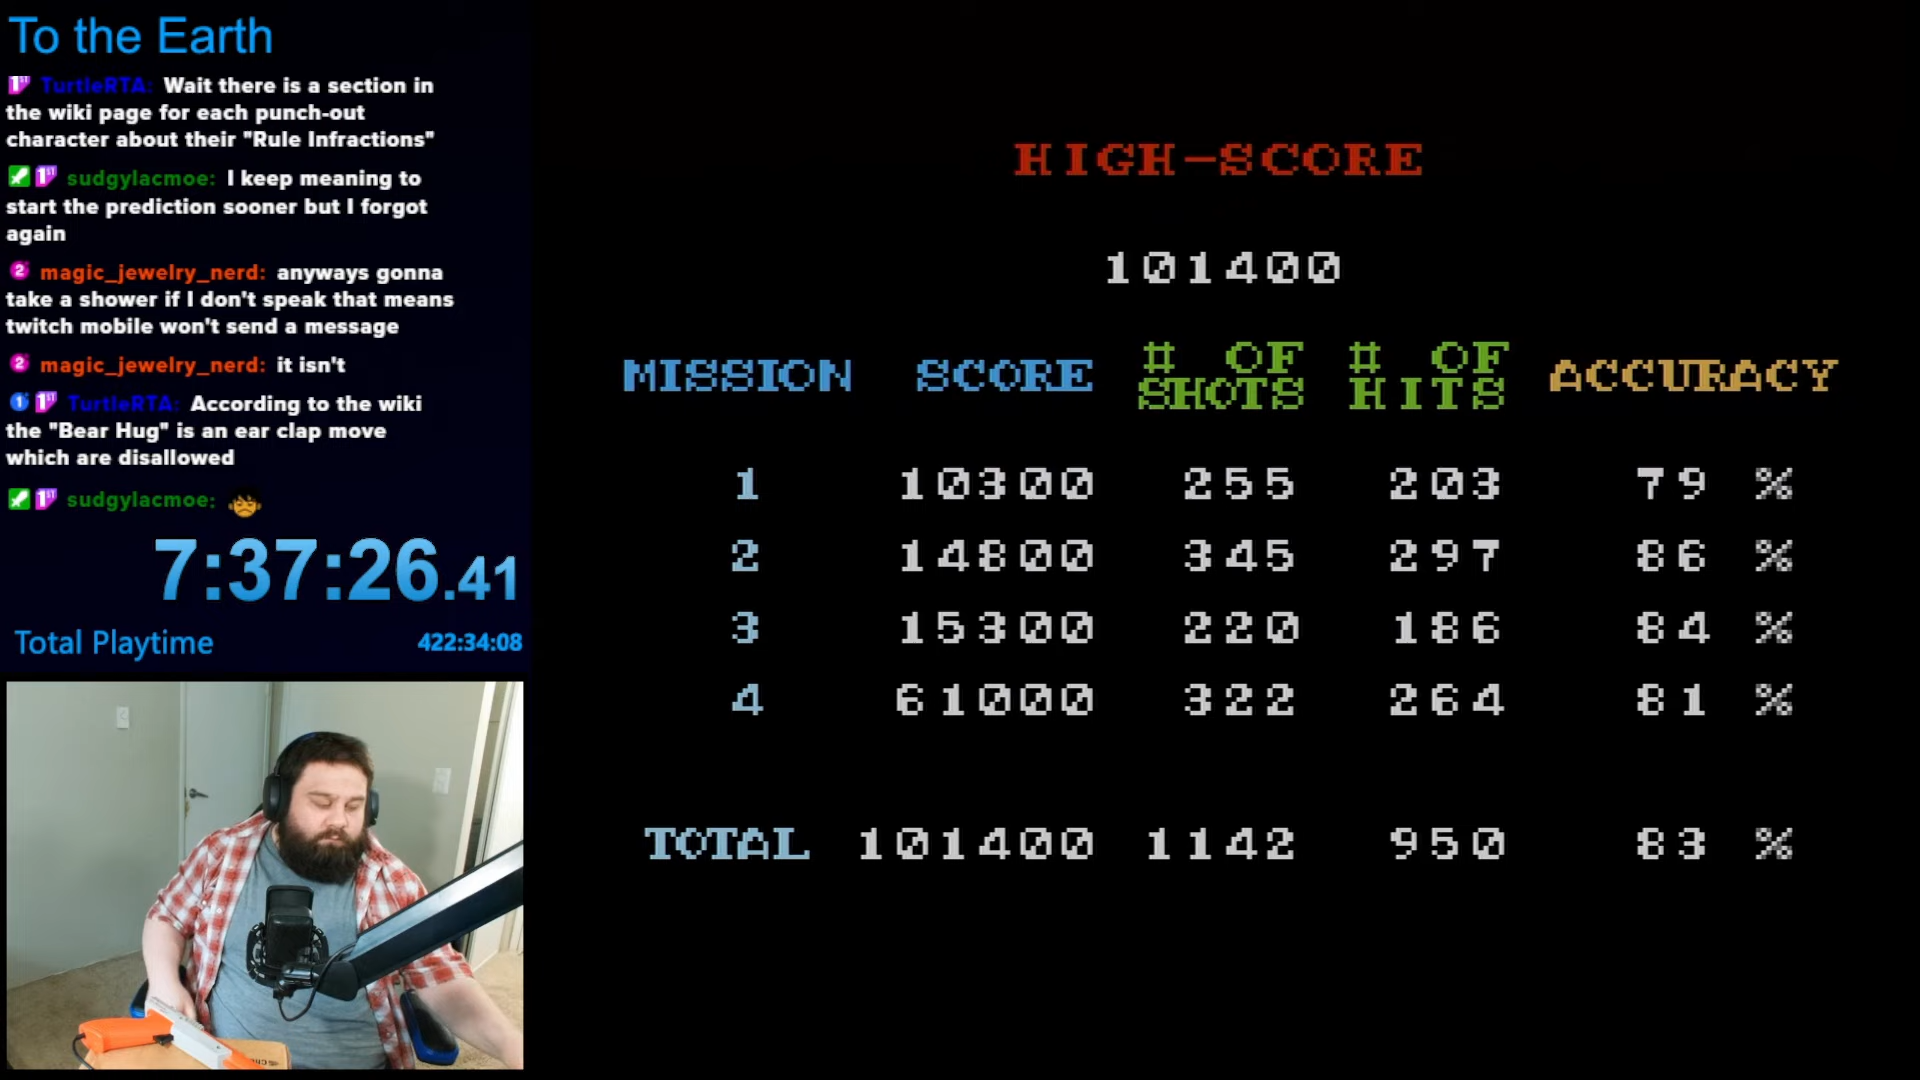 To the Earth
TurtleRTA: Wait there is a section in
the wiki page for each punch-out
character about their "Rule Infractions"
sudgylacmoe: I keep meaning to
start the prediction sooner but I forgot
again
2 magic_jewelry_nerd: anyways gonna
take a shower if I don't speak that means
twitch mobile won't send a message
2 magic_jewelry_nerd: it isn't
1 TurtleRTA: According to the wiki
the "Bear Hug" is an ear clap move
which are disallowed
sudgylacmoe:
7:37:26.41
Total Playtime 422:34:08
HIGH-SCORE
101400
MISSION SCORE # OF SHOTS # OF HITS ACCURACY
1 10300 255 203 79 %
2 14800 345 297 86 %
3 15300 220 186 84 %
4 61000 322 264 81 %
TOTAL 101400 1142 950 83 %